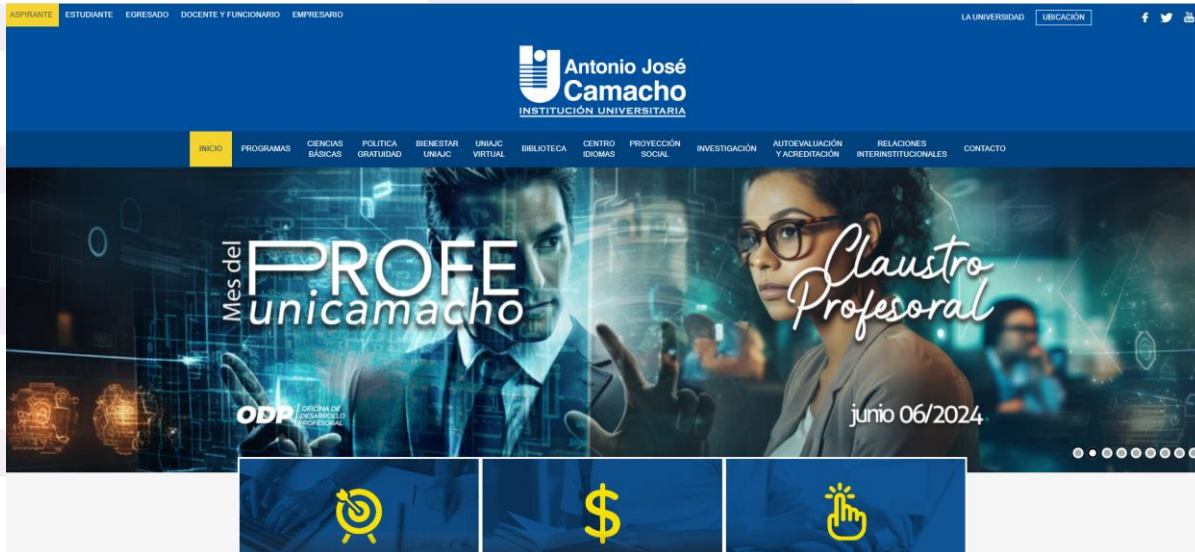 ASPIRANTE ESTUDIANTE EGRESADO DOCENTE Y FUNCIONARIO EMPRESARIO LA UNIVERSIDAD UBICACIÓN
Antonio José
Camacho
INSTITUCIÓN UNIVERSITARIA
INICIO PROGRAMAS CIENCIAS BÁSICAS POLITICA GRATUIDAD BIENESTAR UNIAJC UNIAJC VIRTUAL BIBLIOTECA CENTRO IDIOMAS PROYECCIÓN SOCIAL INVESTIGACIÓN AUTOEVALUACIÓN Y ACREDITACIÓN RELACIONES INTERINSTITUCIONALES CONTACTO
Mes del PROFE
unicamacho
Claustro
Profesoral
ODP OFICINA DE
DESARROLLO
PROFESORAL
junio 06/2024
$